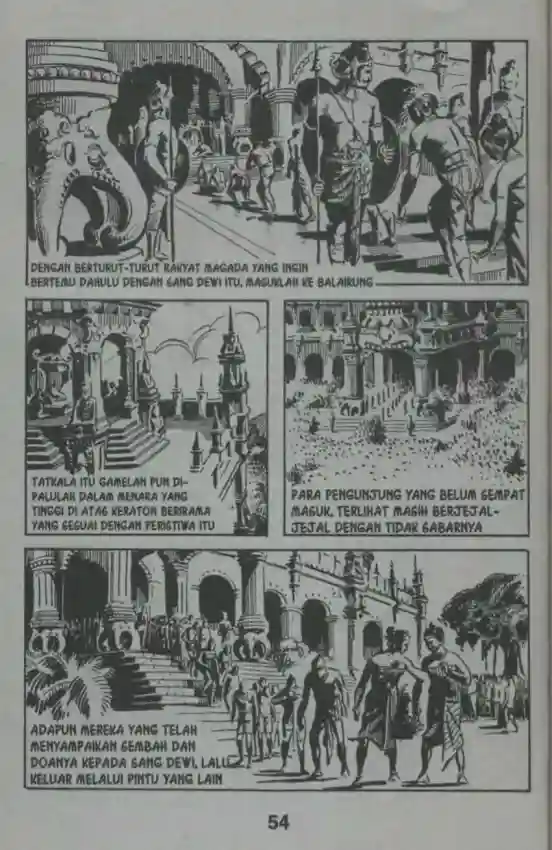 DENGAN BERTURUT-TURUT RAKYAT MAGADA YANG INGIN
BERTEMU DAHULU DENGAN SANG DEWI ITU, MASUKLAH KE BALAIRUNG
TATKALA ITU GAMELAN PUN DI-
PALULAH DALAM MENARA YANG
TINGGI DI ATAS KERATON BERIRAMA
YANG SESUAI DENGAN PERISTIWA ITU
PARA PENGUNJUNG YANG BELUM SEMPAT
MASUK, TERLIHAT MASIH BERJEJAL-
JEJAL DENGAN TIDAK SABARNYA
ADAPUN MEREKA YANG TELAH
MENYAMPAIKAN SEMBAH DAN
DOANYA KEPADA SANG DEWI, LALU
KELUAR MELALUI PINTU YANG LAIN
54